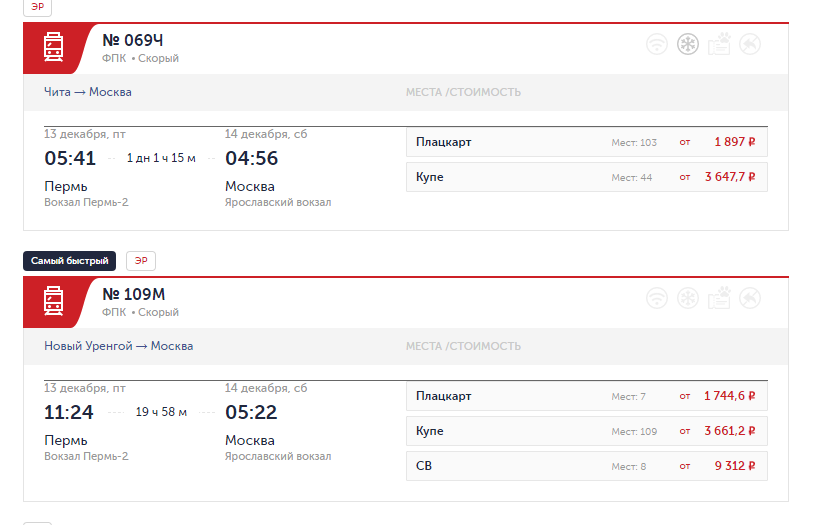 ЭР
№ 069Ч
ФПК • Скорый
Чита → Москва
МЕСТА /СТОИМОСТЬ
13 декабря, пт
14 декабря, сб
05:41
1 дн 1 ч 15 м
04:56
Пермь
Москва
Вокзал Пермь-2
Ярославский вокзал
Плацкарт Мест: 103 от 1 897 ₽
Купе Мест: 44 от 3 647,7 ₽
Самый быстрый
ЭР
№ 109М
ФПК • Скорый
Новый Уренгой → Москва
МЕСТА /СТОИМОСТЬ
13 декабря, пт
14 декабря, сб
11:24
19 ч 58 м
05:22
Пермь
Москва
Вокзал Пермь-2
Ярославский вокзал
Плацкарт Мест: 7 от 1 744,6 ₽
Купе Мест: 109 от 3 661,2 ₽
СВ Мест: 8 от 9 312 ₽